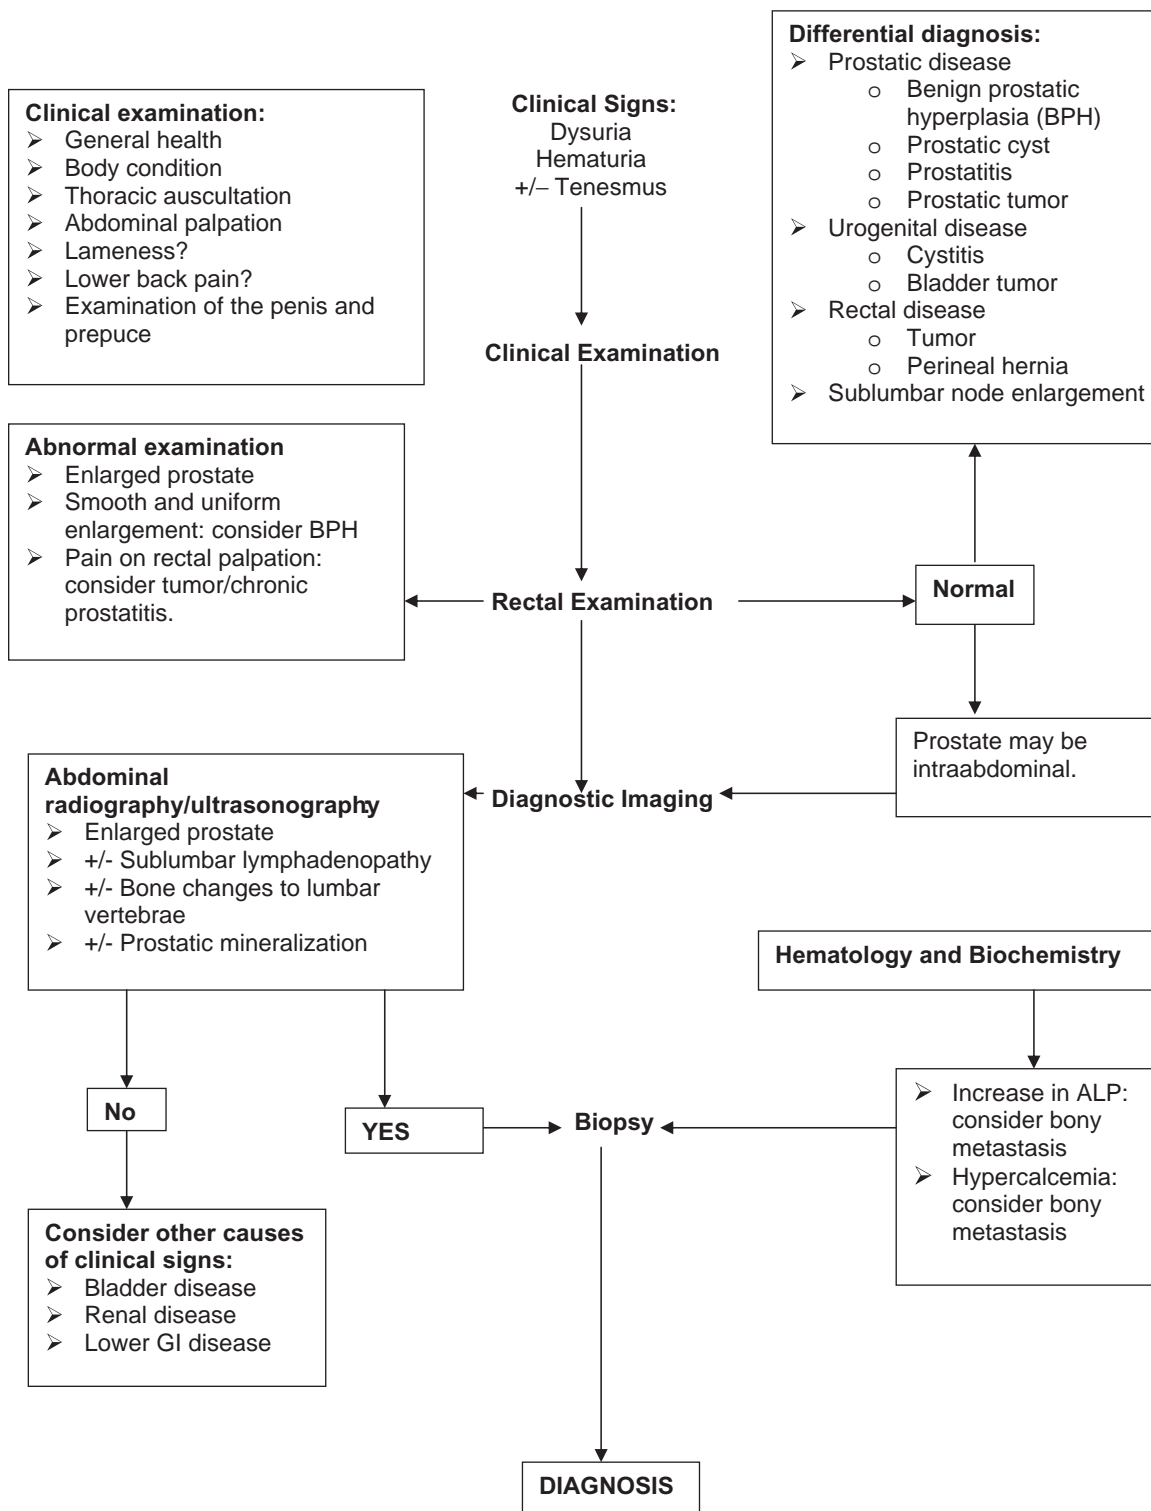 Differential diagnosis:
➢ Prostatic disease
o Benign prostatic
hyperplasia (BPH)
o Prostatic cyst
o Prostatitis
o Prostatic tumor
➢ Urogenital disease
o Cystitis
o Bladder tumor
➢ Rectal disease
o Tumor
o Perineal hernia
➢ Sublumbar node enlargement
Clinical examination:
➢ General health
➢ Body condition
➢ Thoracic auscultation
➢ Abdominal palpation
➢ Lameness?
➢ Lower back pain?
➢ Examination of the penis and
prepuce
Clinical Signs:
Dysuria
Hematuria
+/– Tenesmus
Clinical Examination
Abnormal examination
➢ Enlarged prostate
➢ Smooth and uniform
enlargement: consider BPH
➢ Pain on rectal palpation:
consider tumor/chronic
prostatitis.
Rectal Examination
Normal
Prostate may be
intraabdominal.
Diagnostic Imaging
Abdominal
radiography/ultrasonography
➢ Enlarged prostate
➢ +/- Sublumbar lymphadenopathy
➢ +/- Bone changes to lumbar
vertebrae
➢ +/- Prostatic mineralization
Hematology and Biochemistry
➢ Increase in ALP:
consider bony
metastasis
➢ Hypercalcemia:
consider bony
metastasis
No
YES
Biopsy
Consider other causes
of clinical signs:
➢ Bladder disease
➢ Renal disease
➢ Lower GI disease
DIAGNOSIS